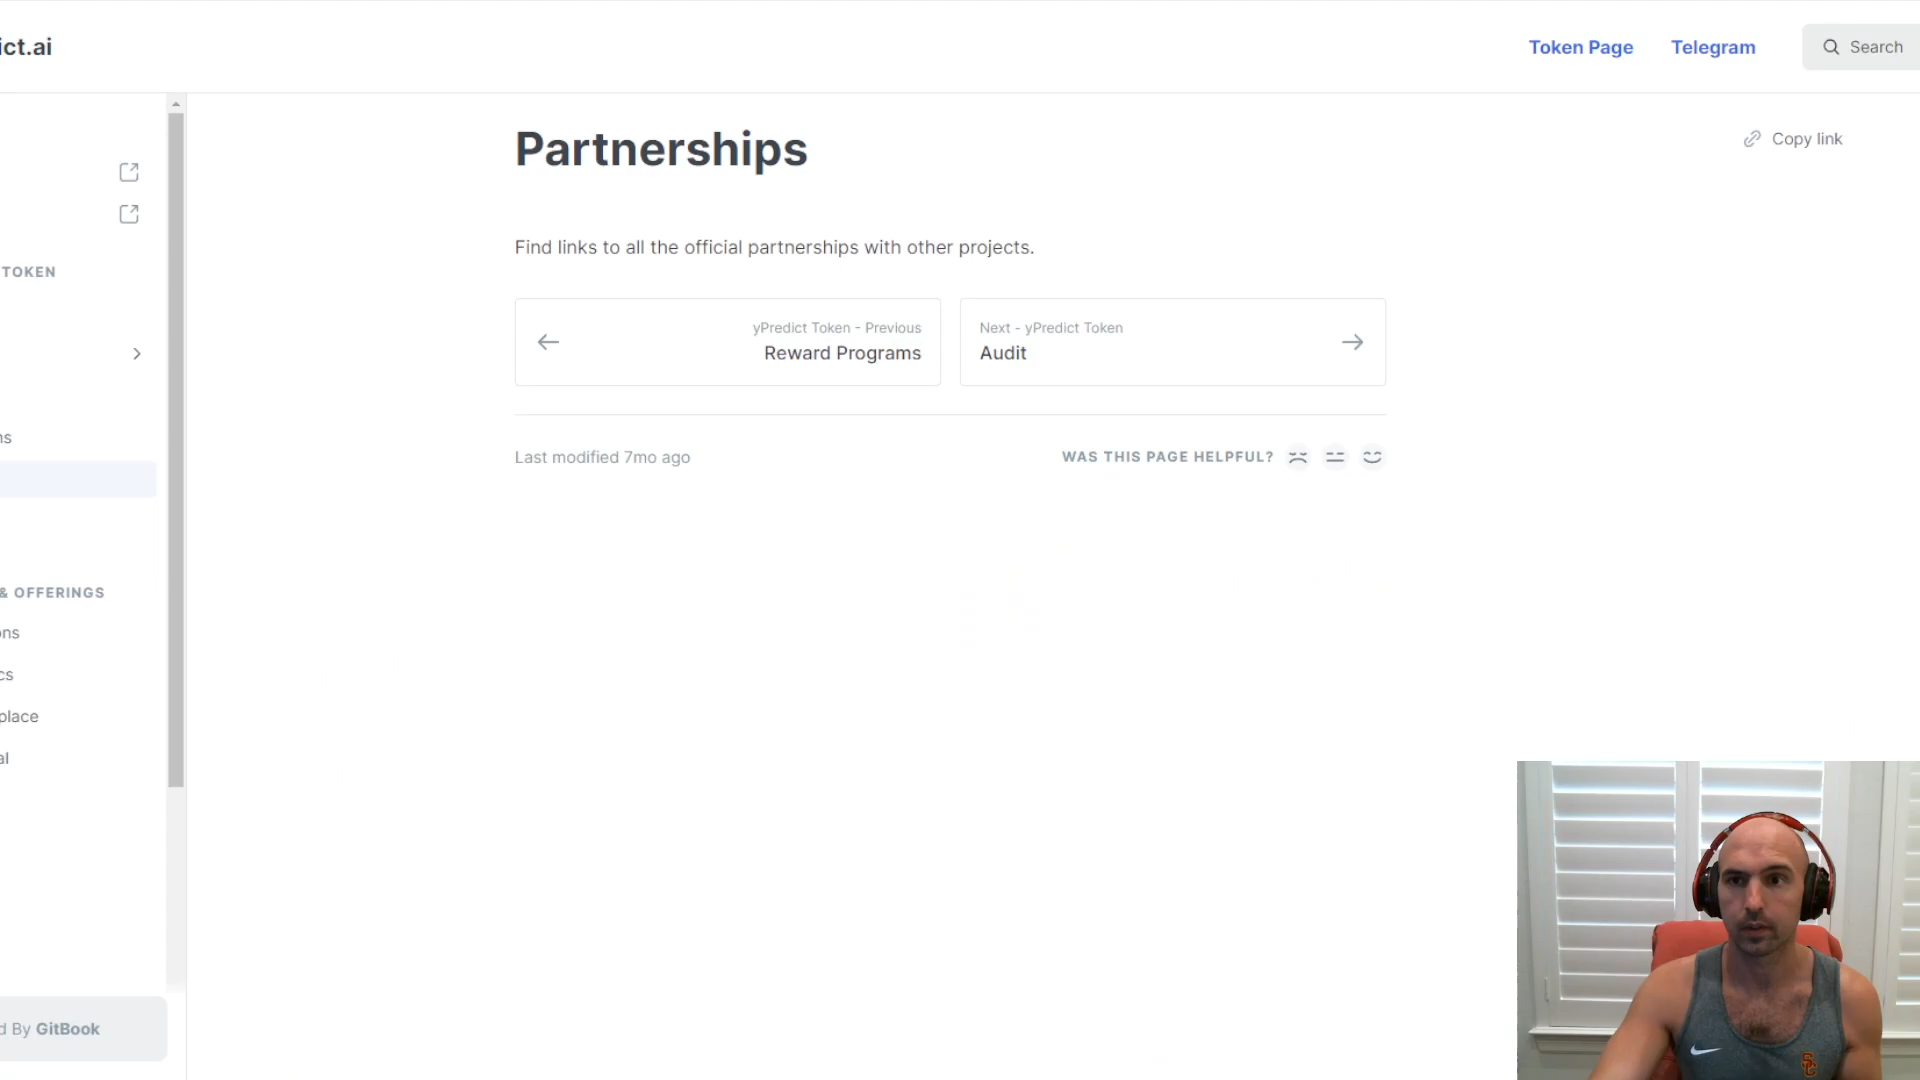 ict.ai
Token Page
Telegram
Search
TOKEN
ns
& OFFERINGS
ons
cs
place
al
d By GitBook
Partnerships
Copy link
Find links to all the official partnerships with other projects.
yPredict Token - Previous
Reward Programs
Next - yPredict Token
Audit
Last modified 7mo ago
WAS THIS PAGE HELPFUL?
SC